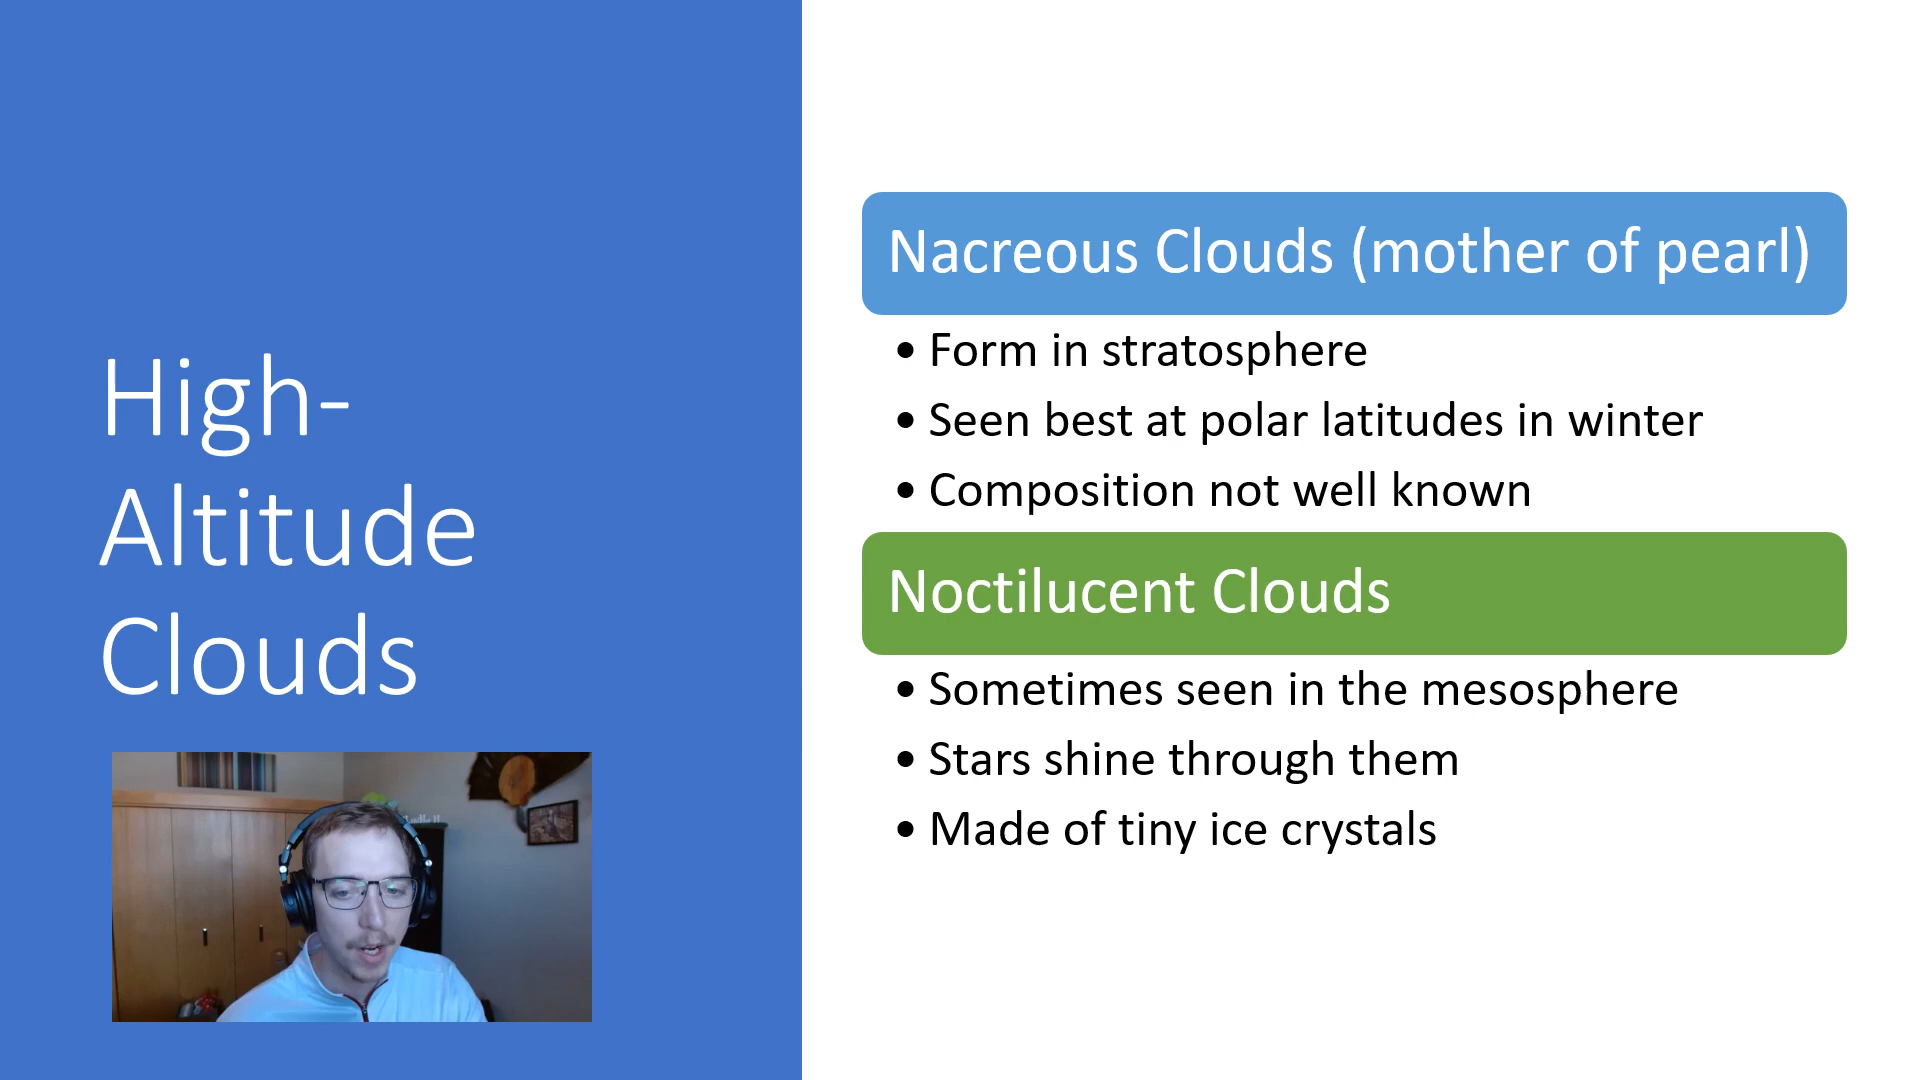 High-
Altitude
Clouds
Nacreous Clouds (mother of pearl)
• Form in stratosphere
• Seen best at polar latitudes in winter
• Composition not well known
Noctilucent Clouds
• Sometimes seen in the mesosphere
• Stars shine through them
• Made of tiny ice crystals